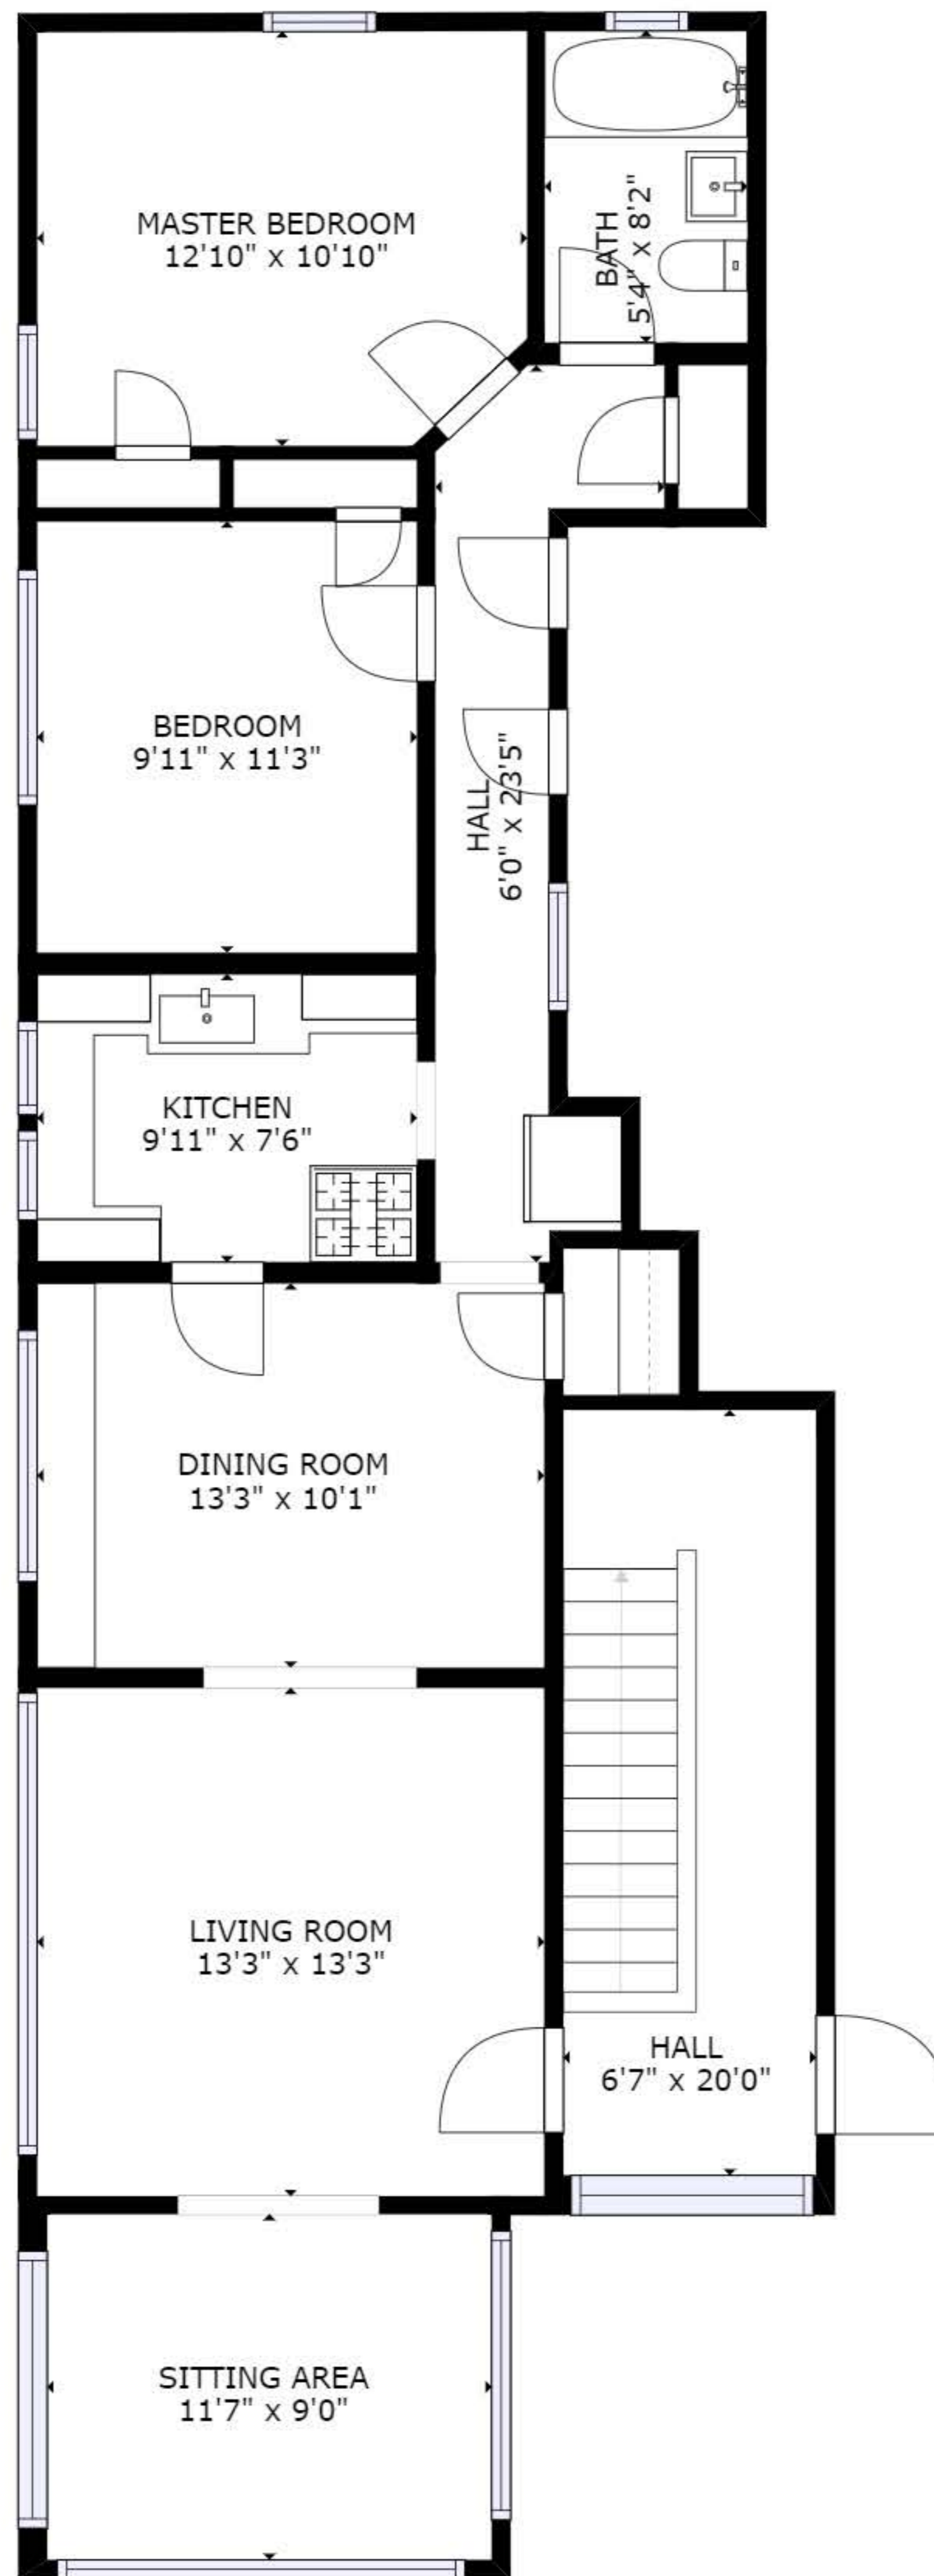 MASTER BEDROOM
12'10" x 10'10"
BATH
5'4" x 8'2"
BEDROOM
9'11" x 11'3"
HALL
6'0" x 23'5"
KITCHEN
9'11" x 7'6"
DINING ROOM
13'3" x 10'1"
LIVING ROOM
13'3" x 13'3"
HALL
6'7" x 20'0"
SITTING AREA
11'7" x 9'0"